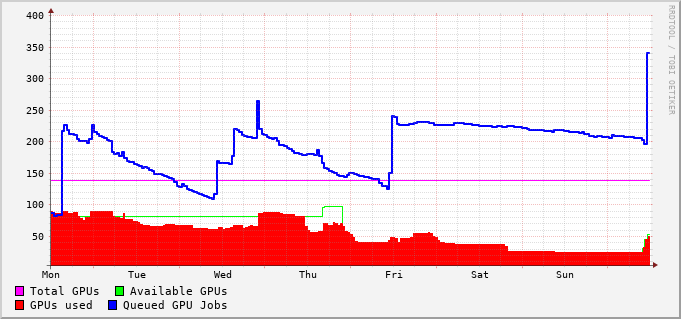 400
350
300
250
200
150
100
50
Mon Tue Wed Thu Fri Sat Sun
Total GPUs Available GPUs
GPUs used Queued GPU Jobs
RRDTOOL / TOBI OETIKER